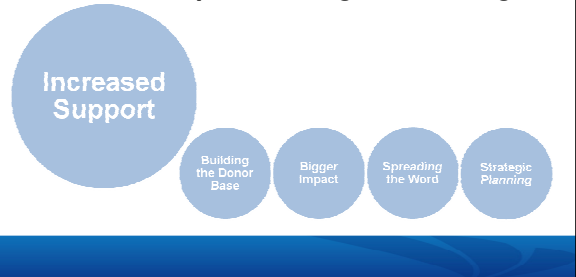 Increased
Support
Building
the Donor
Base
Bigger
Impact
Spreading
the Word
Strategic
Planning